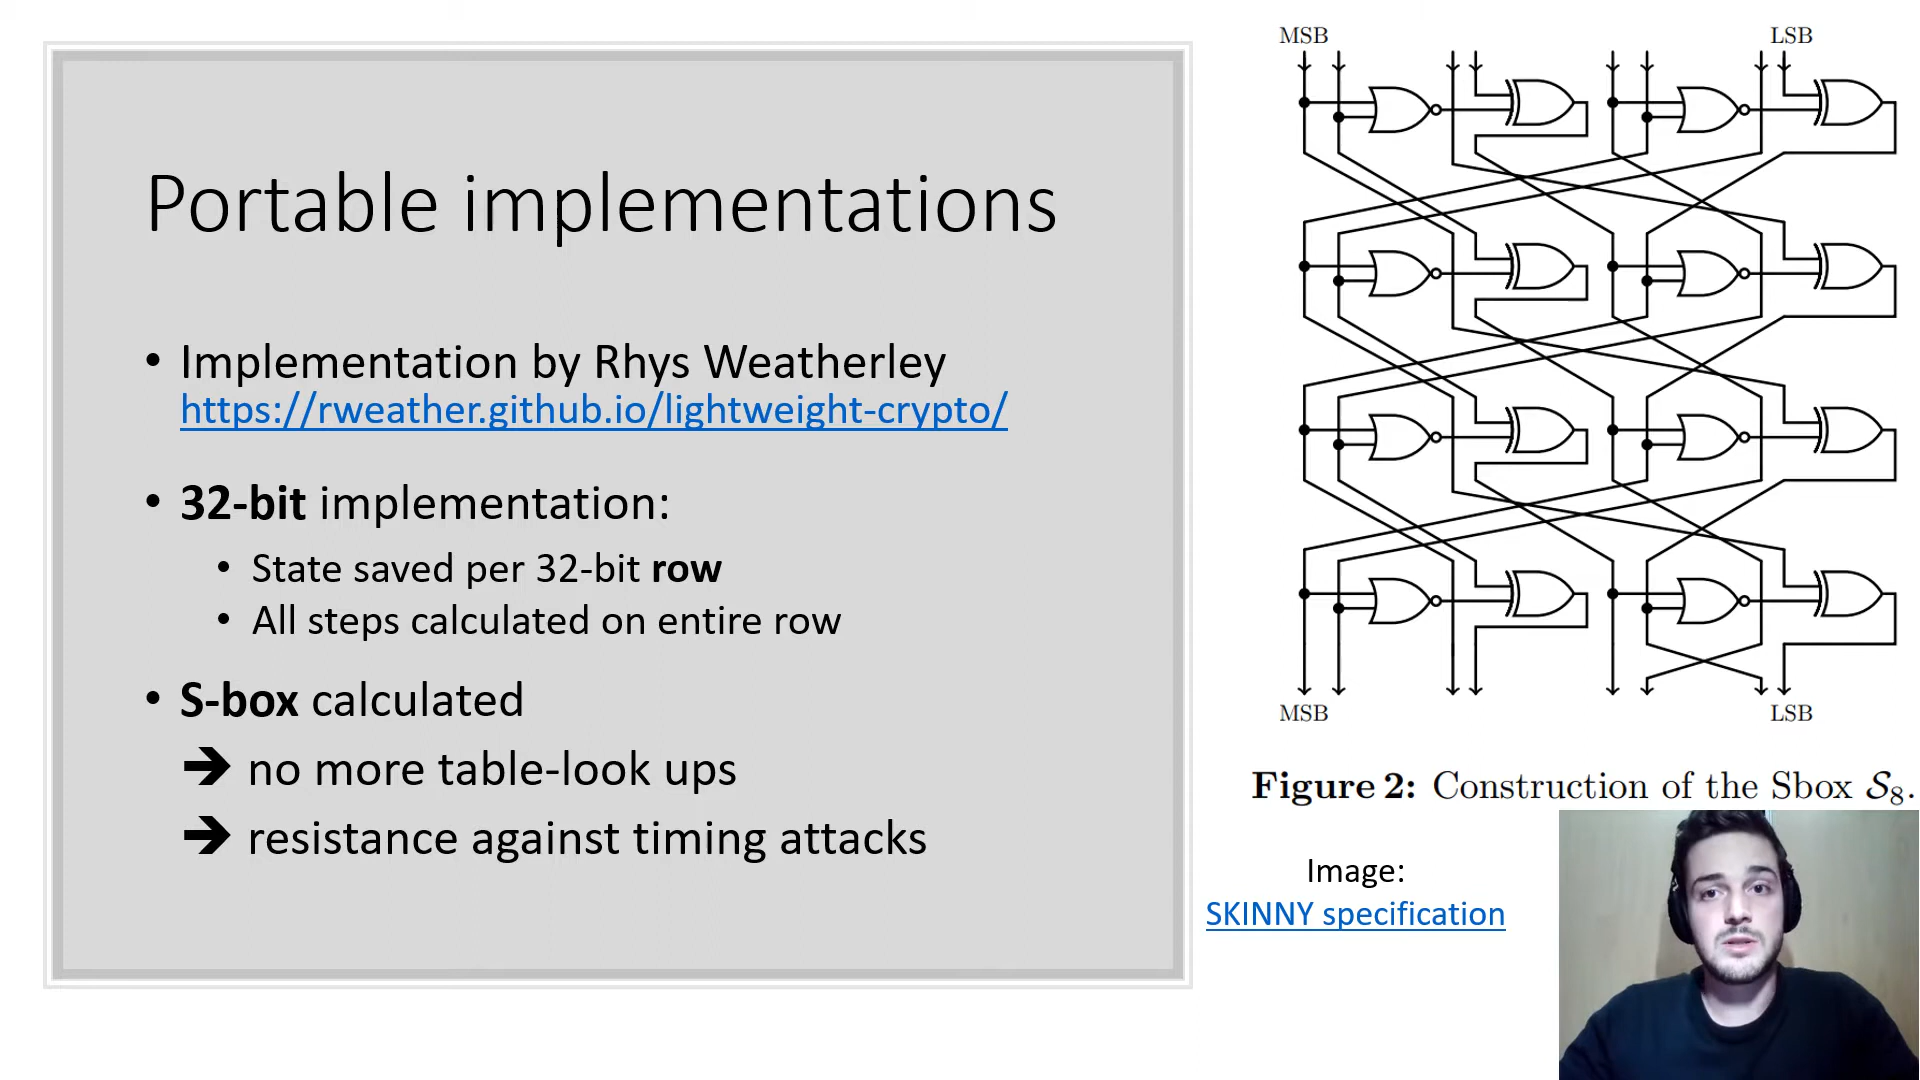 Portable implementations
• Implementation by Rhys Weatherley
https://rweather.github.io/lightweight-crypto/
• 32-bit implementation:
• State saved per 32-bit row
• All steps calculated on entire row
• S-box calculated
➔ no more table-look ups
➔ resistance against timing attacks
MSB LSB
MSB LSB
Figure 2: Construction of the Sbox 𝒮₈.
Image:
SKINNY specification